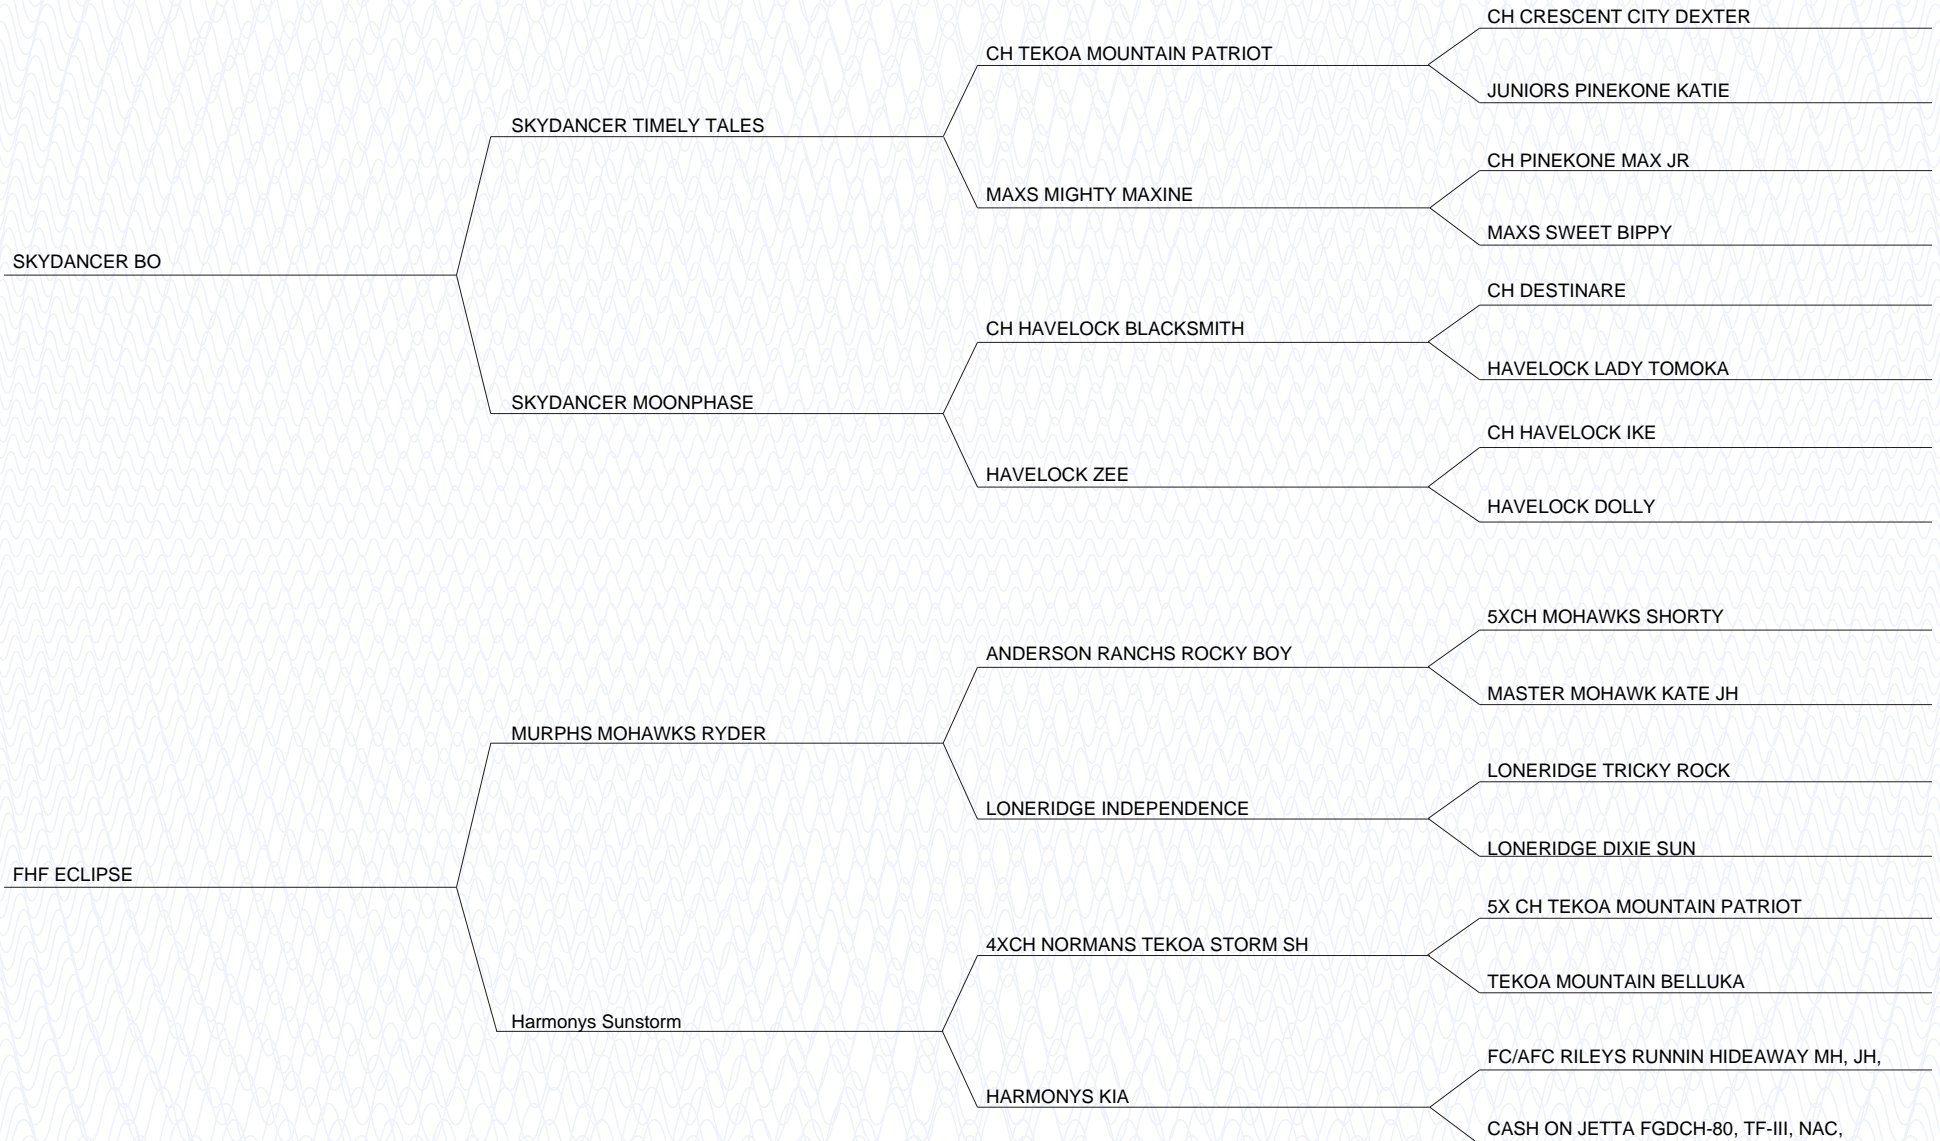 CH CRESCENT CITY DEXTER
CH TEKOA MOUNTAIN PATRIOT
JUNIORS PINEKONE KATIE
SKYDANCER TIMELY TALES
CH PINEKONE MAX JR
MAXS MIGHTY MAXINE
MAXS SWEET BIPPY
SKYDANCER BO
CH DESTINARE
CH HAVELOCK BLACKSMITH
HAVELOCK LADY TOMOKA
SKYDANCER MOONPHASE
CH HAVELOCK IKE
HAVELOCK ZEE
HAVELOCK DOLLY
5XCH MOHAWKS SHORTY
ANDERSON RANCHS ROCKY BOY
MASTER MOHAWK KATE JH
MURPHS MOHAWKS RYDER
LONERIDGE TRICKY ROCK
LONERIDGE INDEPENDENCE
LONERIDGE DIXIE SUN
FHF ECLIPSE
5X CH TEKOA MOUNTAIN PATRIOT
4XCH NORMANS TEKOA STORM SH
TEKOA MOUNTAIN BELLUKA
Harmonys Sunstorm
FC/AFC RILEYS RUNNIN HIDEAWAY MH, JH,
HARMONYS KIA
CASH ON JETTA FGDCH-80, TF-III, NAC,